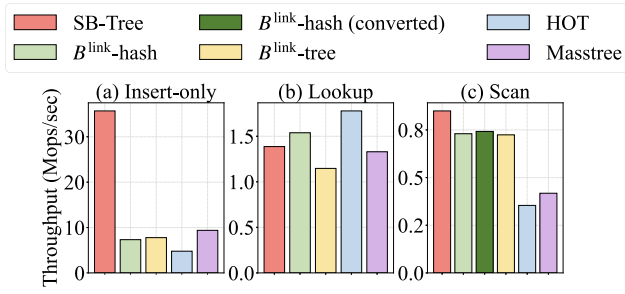 SB-Tree
B^link-hash (converted)
HOT
B^link-hash
B^link-tree
Masstree
(a) Insert-only
(b) Lookup
(c) Scan
Throughput (Mops/sec)
30
20
10
0
1.5
1.0
0.5
0.0
0.8
0.5
0.2
0.0